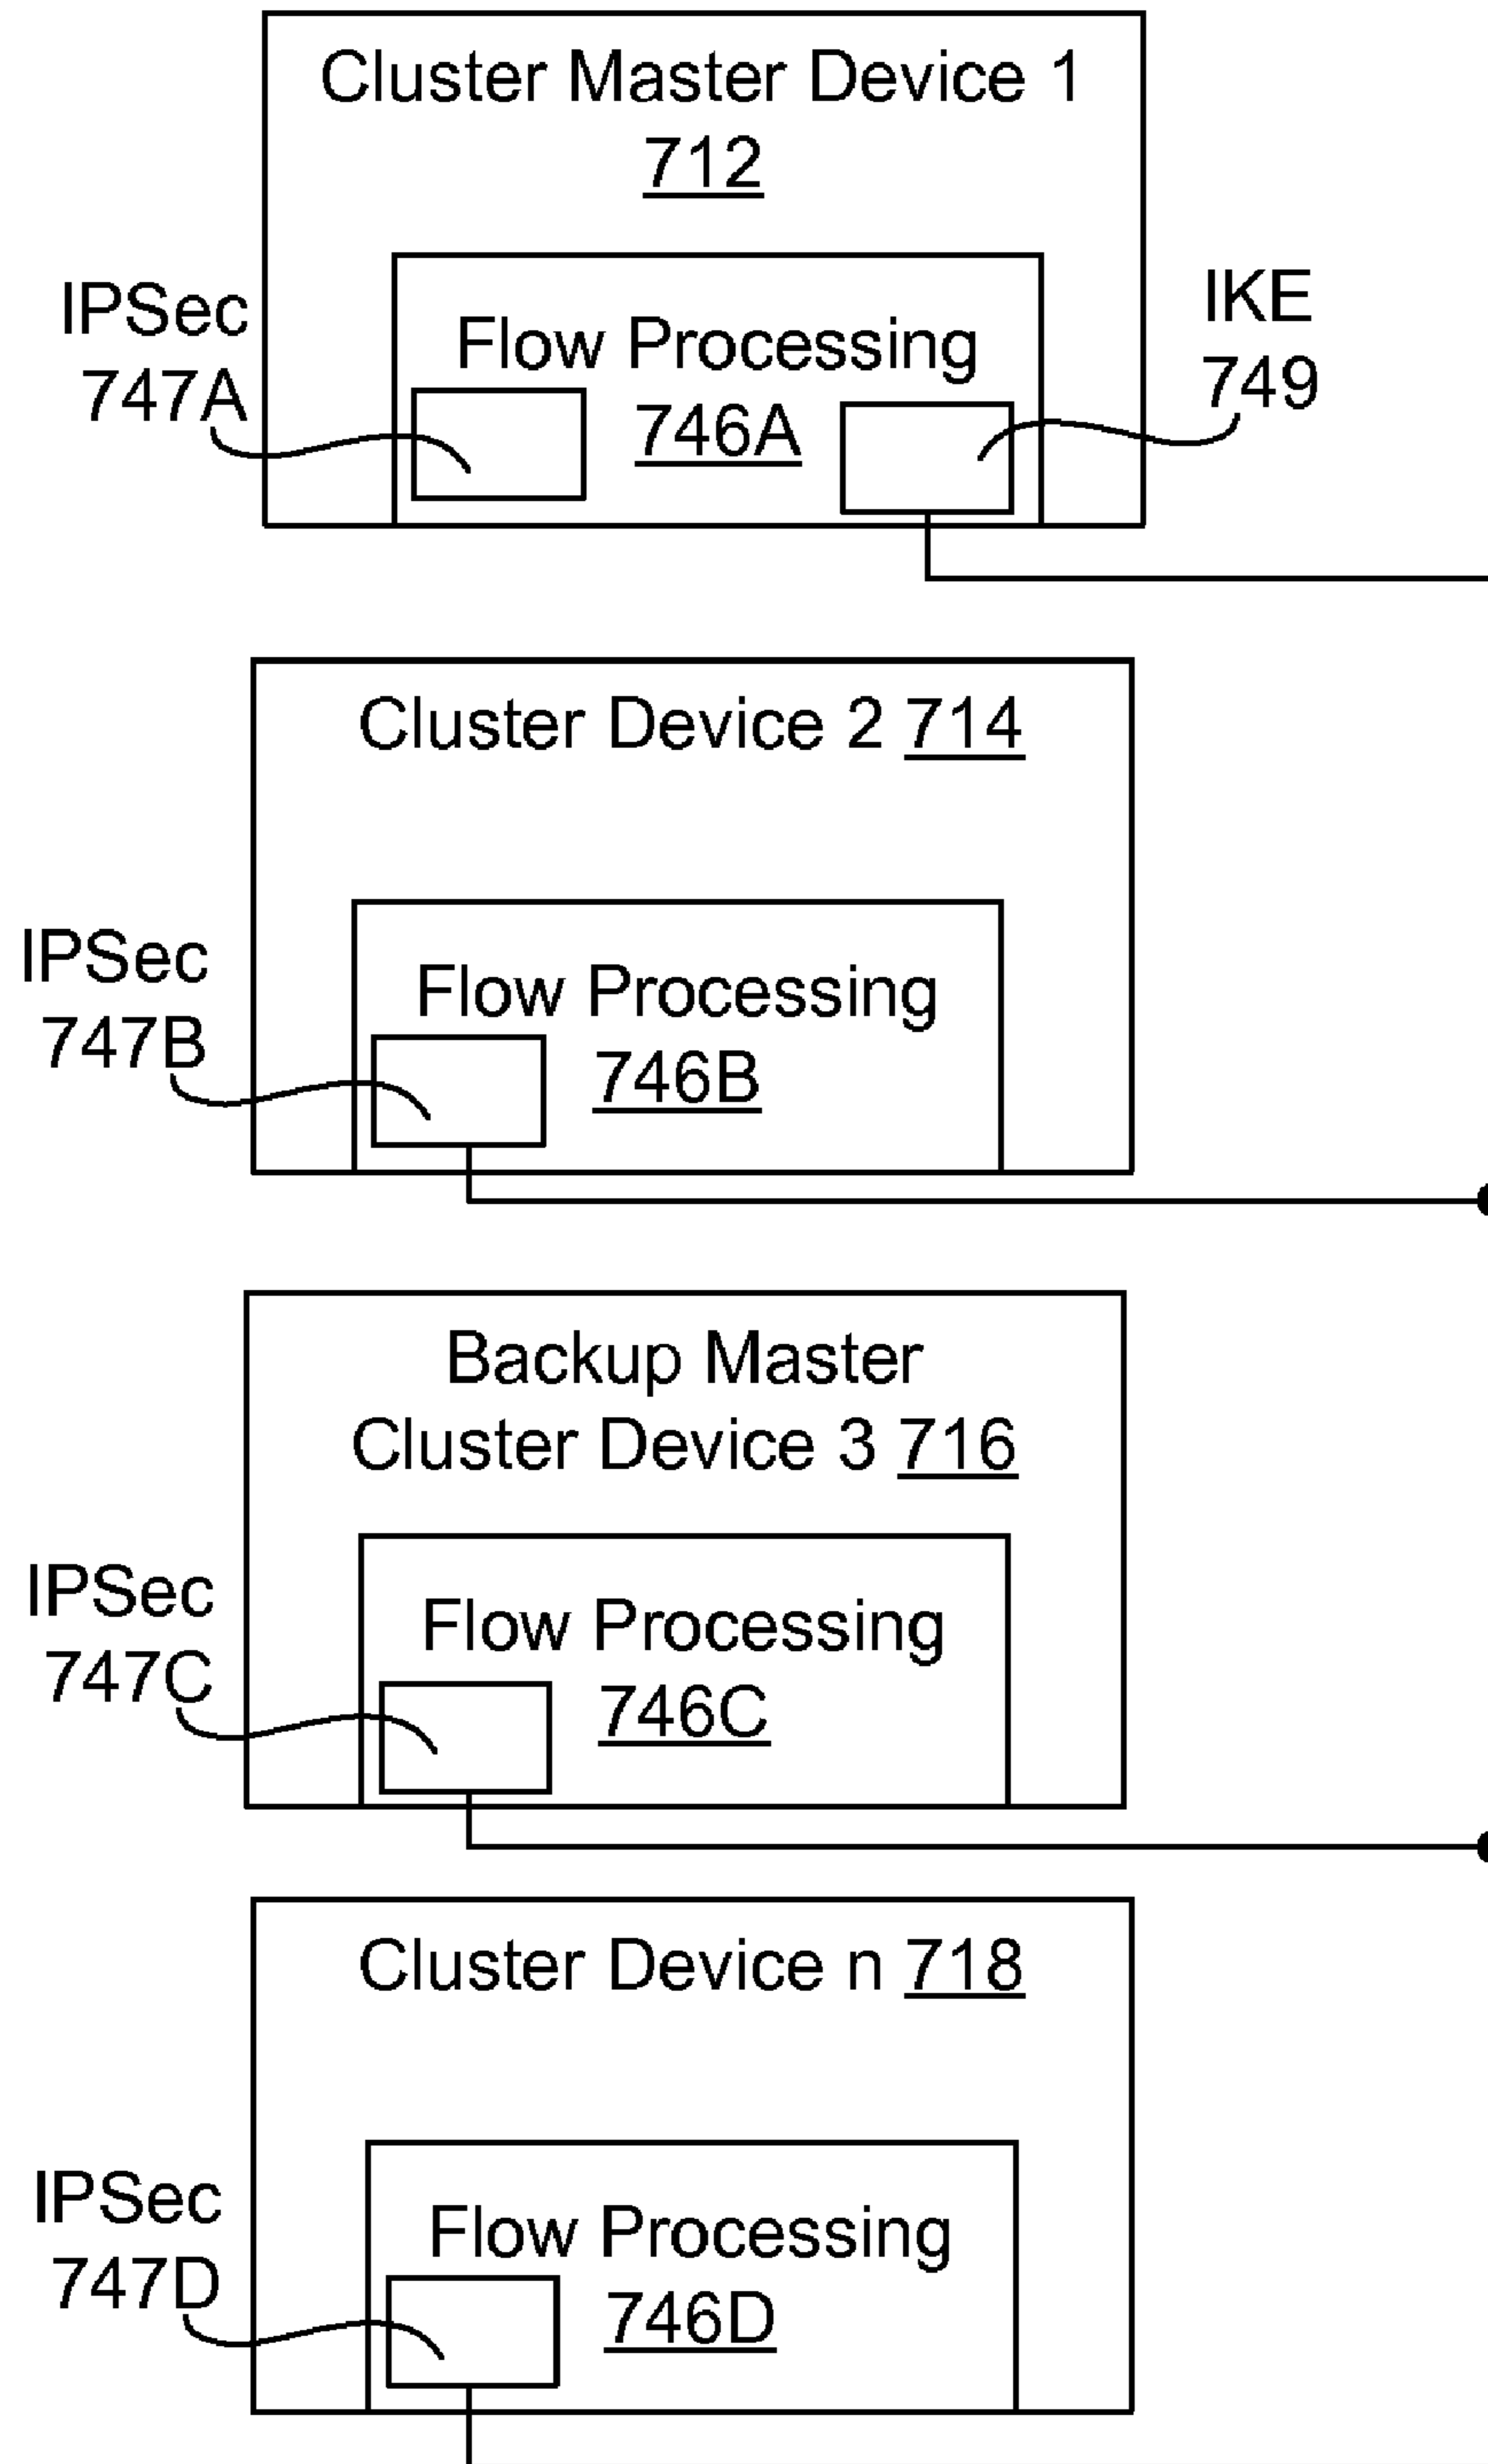 Cluster Master Device 1
712
IPSec
747A
Flow Processing
746A
IKE
749
Cluster Device 2 714
IPSec
747B
Flow Processing
746B
Backup Master
Cluster Device 3 716
IPSec
747C
Flow Processing
746C
Cluster Device n 718
IPSec
747D
Flow Processing
746D